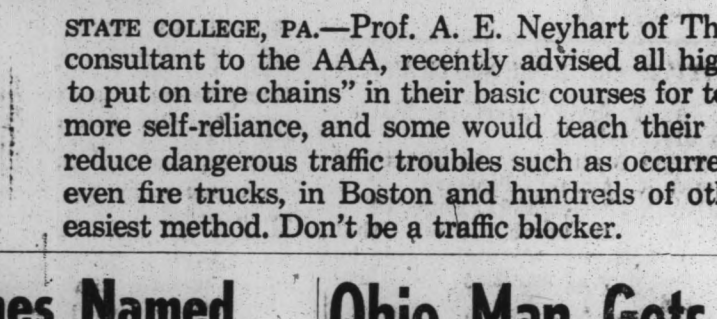 STATE COLLEGE, PA.—Prof. A. E. Neyhart of Th
consultant to the AAA, recently advised all hig
to put on tire chains” in their basic courses for te
more self-reliance, and some would teach their
reduce dangerous traffic troubles such as occurre
even fire trucks, in Boston and hundreds of ot
easiest method. Don’t be a traffic blocker.
es Named Ohio Man Gets